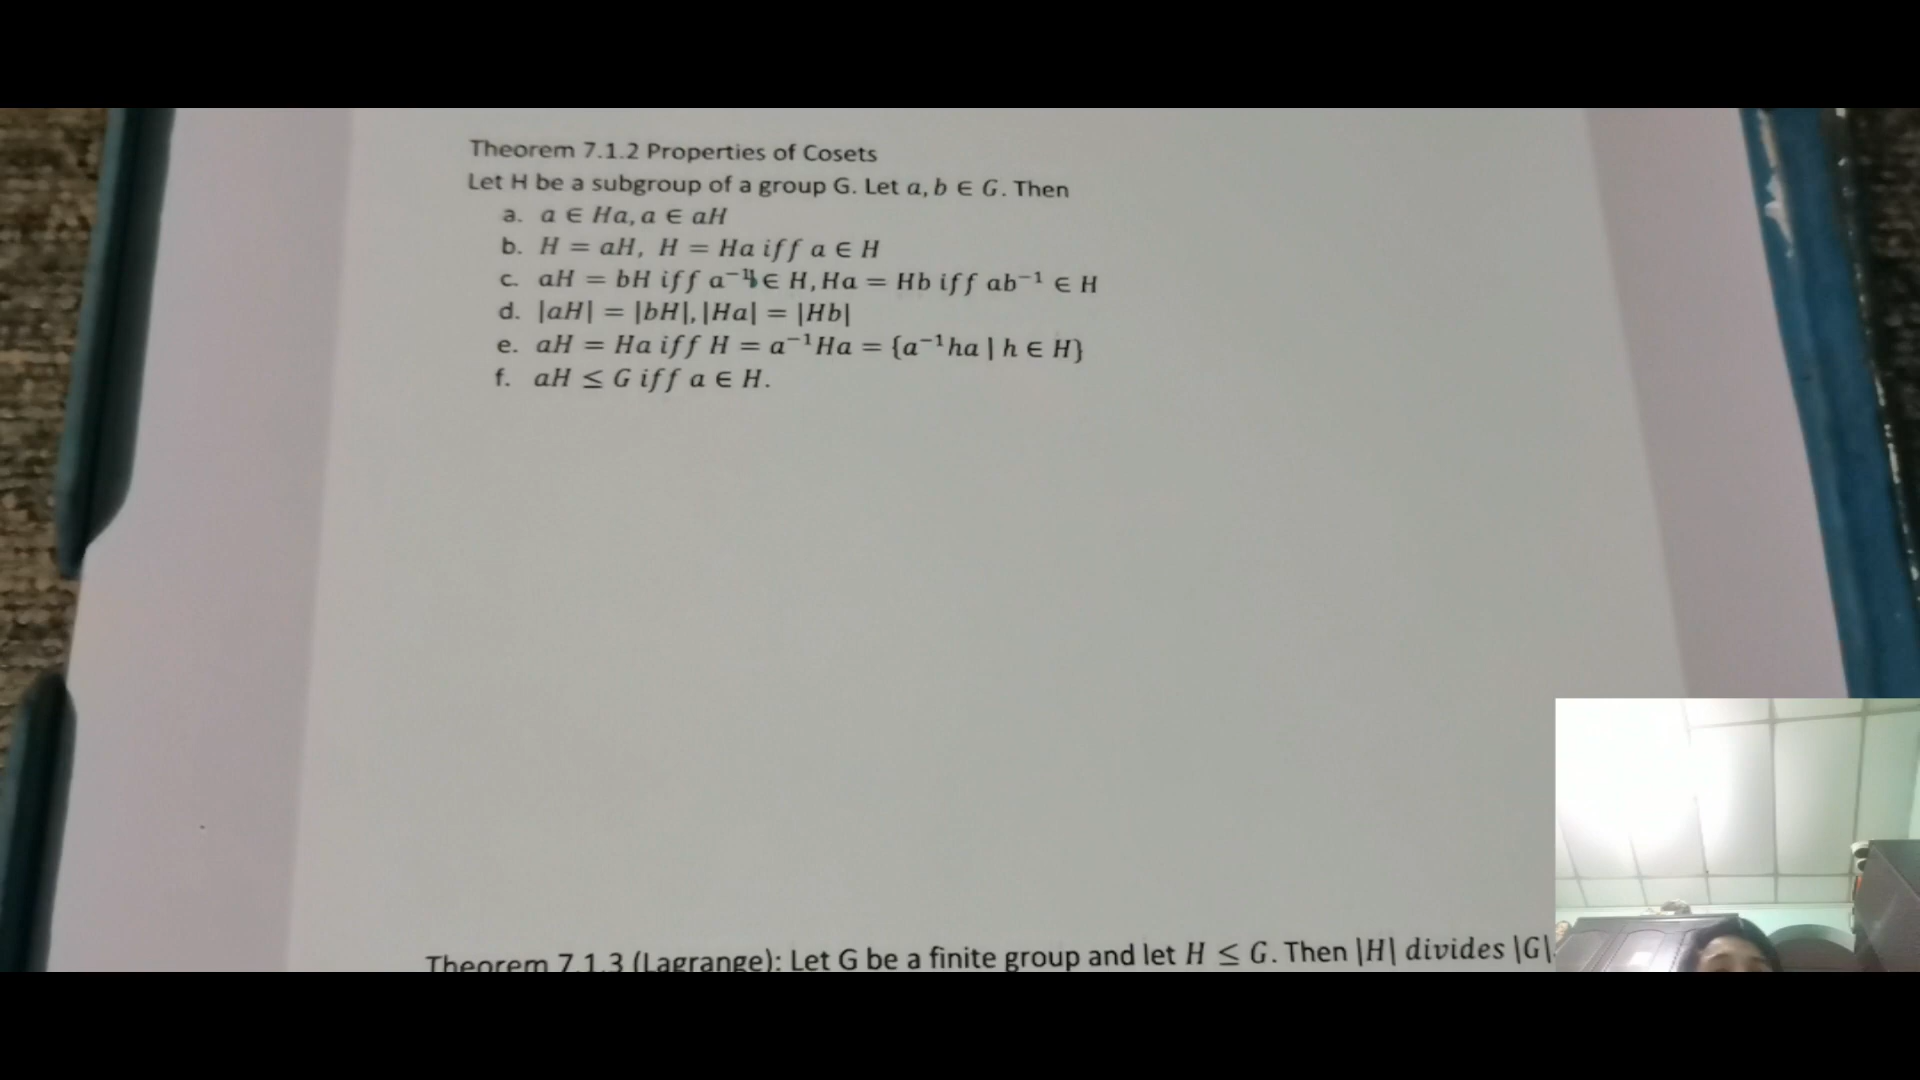 Theorem 7.1.2 Properties of Cosets
Let H be a subgroup of a group G. Let a, b ∈ G. Then
a. a ∈ Ha, a ∈ aH
b. H = aH, H = Ha iff a ∈ H
c. aH = bH iff a⁻¹b ∈ H, Ha = Hb iff ab⁻¹ ∈ H
d. |aH| = |bH|, |Ha| = |Hb|
e. aH = Ha iff H = a⁻¹Ha = {a⁻¹ha | h ∈ H}
f. aH ≤ G iff a ∈ H.
Theorem 7.1.3 (Lagrange): Let G be a finite group and let H ≤ G. Then |H| divides |G|.